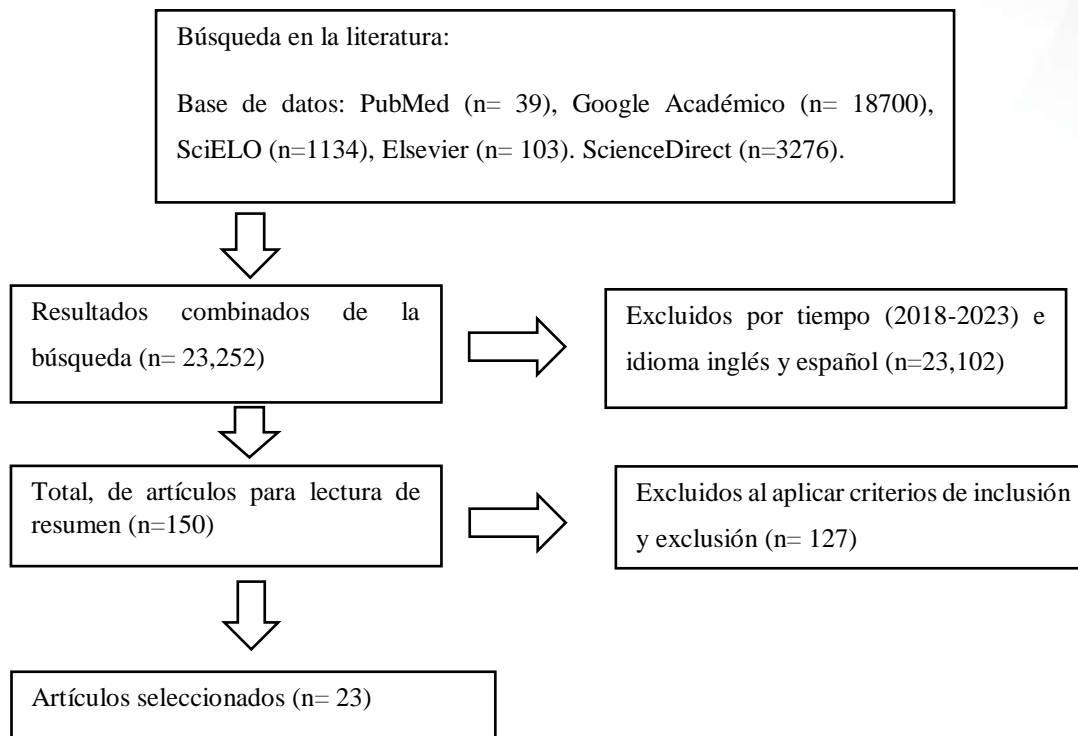 Búsqueda en la literatura:
Base de datos: PubMed (n= 39), Google Académico (n= 18700),
SciELO (n=1134), Elsevier (n= 103). ScienceDirect (n=3276).
Resultados combinados de la
búsqueda (n= 23,252)
Excluidos por tiempo (2018-2023) e
idioma inglés y español (n=23,102)
Total, de artículos para lectura de
resumen (n=150)
Excluidos al aplicar criterios de inclusión
y exclusión (n= 127)
Artículos seleccionados (n= 23)